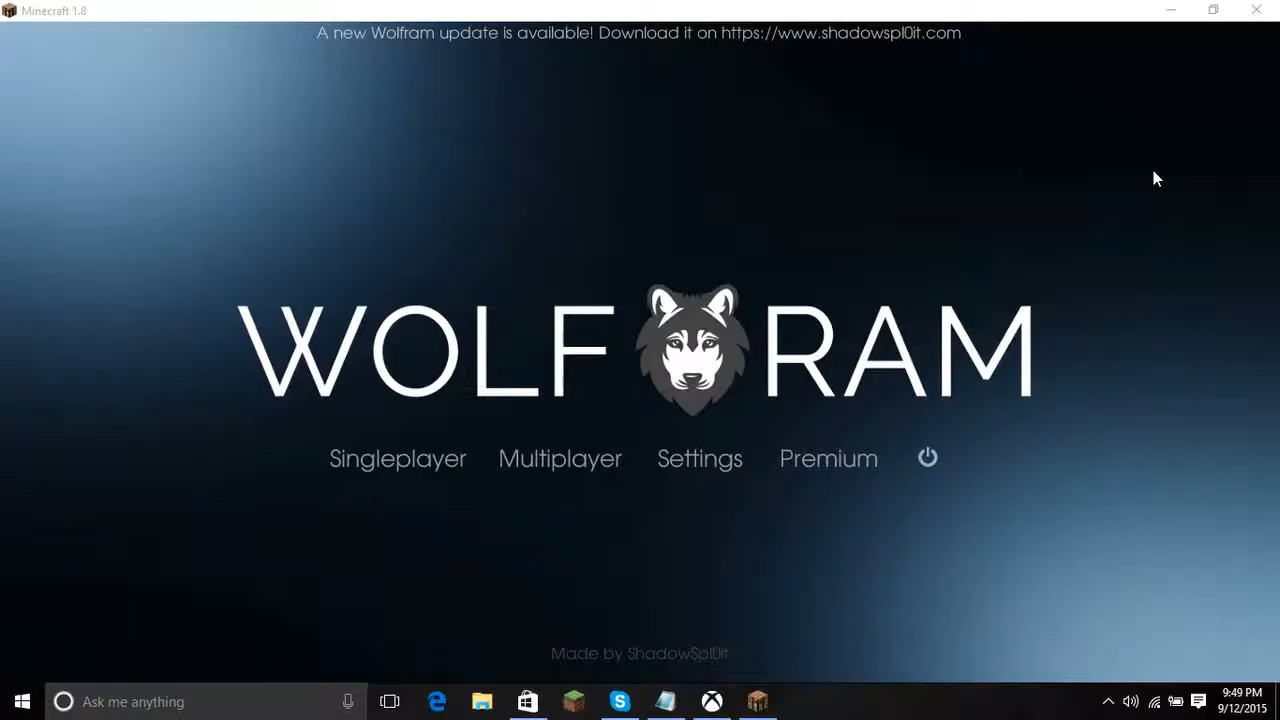 Minecraft 1.8
A new Wolfram update is available! Download it on https://www.shadowspl0it.com
WOLF RAM
Singleplayer Multiplayer Settings Premium
Made by ShadowSpl0it
Ask me anything
9:49 PM
9/12/2015